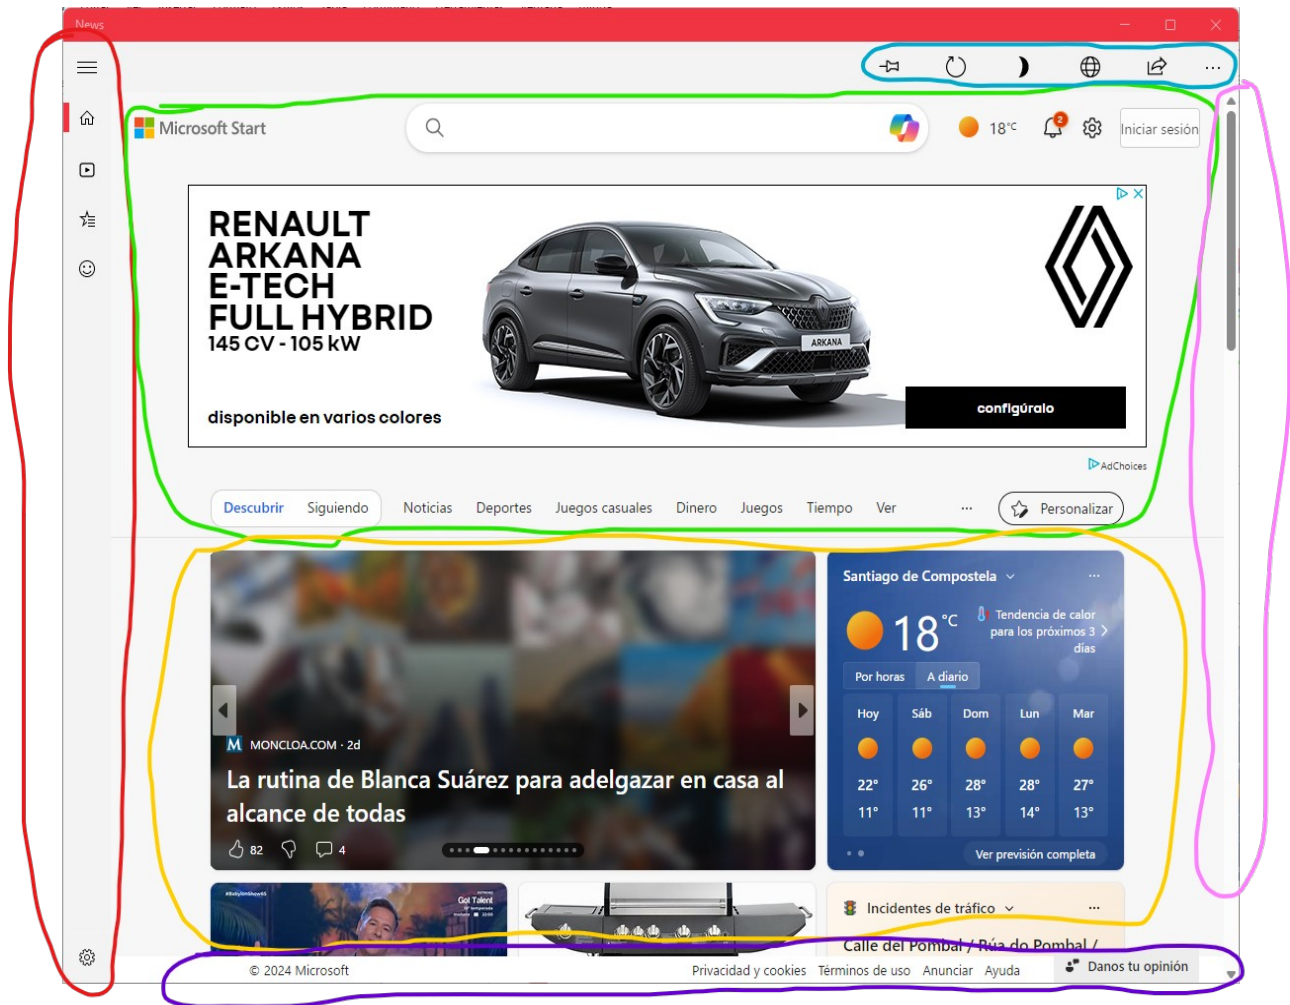 News
Microsoft Start
18°C
2
Iniciar sesión
RENAULT
ARKANA
E-TECH
FULL HYBRID
145 CV - 105 kW
ARKANA
disponible en varios colores
configúralo
AdChoices
Descubrir Siguiendo Noticias Deportes Juegos casuales Dinero Juegos Tiempo Ver ... Personalizar
M MONCLOA.COM · 2d
La rutina de Blanca Suárez para adelgazar en casa al
alcance de todas
82 4
Santiago de Compostela ...
18°C
Tendencia de calor
para los próximos 3
días
Por horas A diario
Hoy Sáb Dom Lun Mar
22° 26° 28° 28° 27°
11° 11° 13° 14° 13°
Ver previsión completa
Got Talent
Incidentes de tráfico ...
Calle del Pombal / Rúa do Pombal /
© 2024 Microsoft Privacidad y cookies Términos de uso Anunciar Ayuda Danos tu opinión